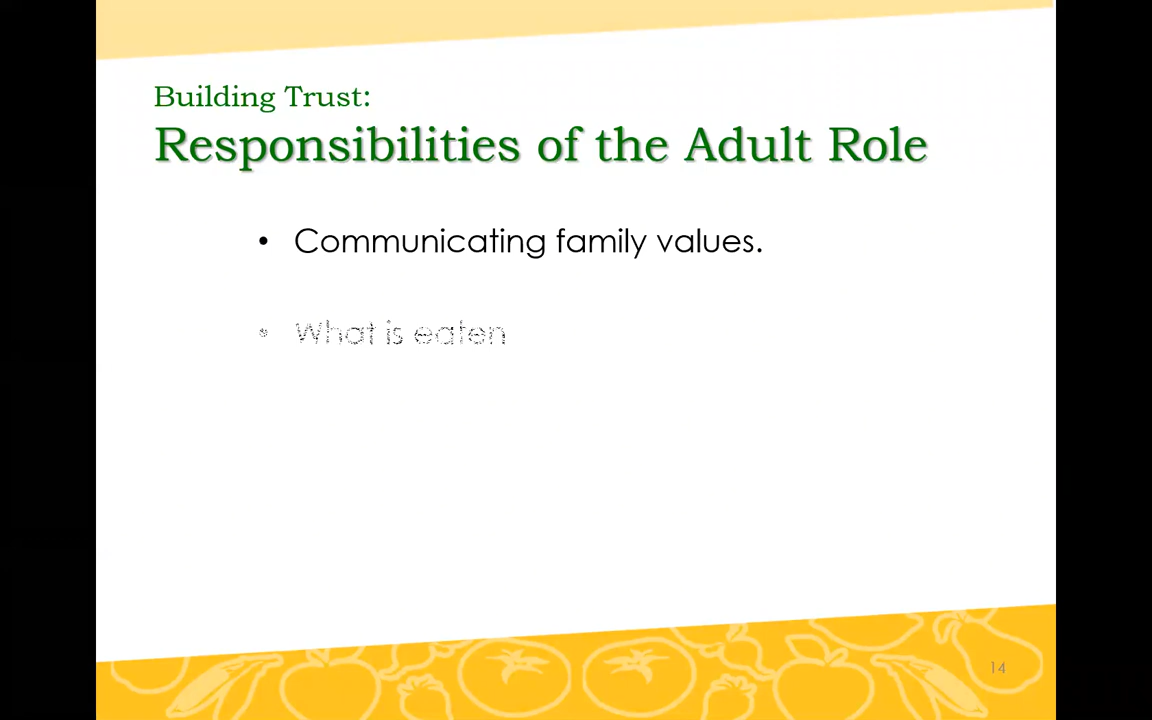 Building Trust:
Responsibilities of the Adult Role
• Communicating family values.
• What is eaten
14